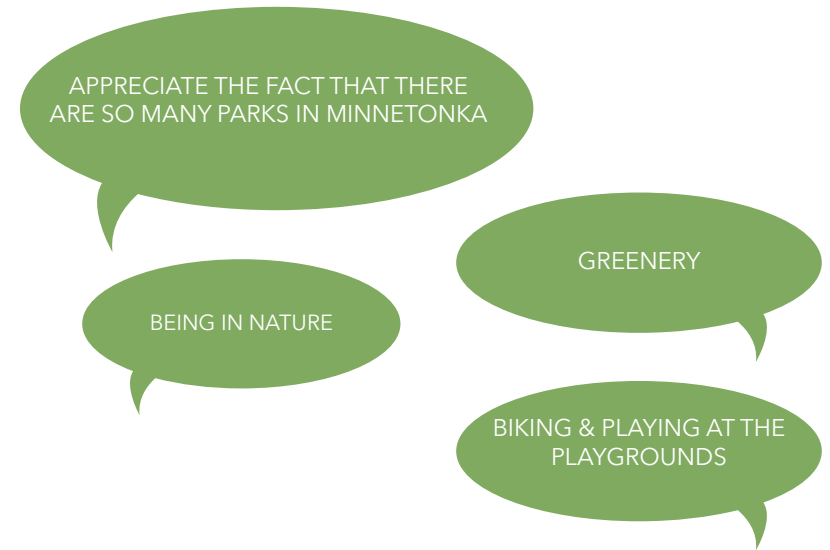 APPRECIATE THE FACT THAT THERE
ARE SO MANY PARKS IN MINNETONKA
GREENERY
BEING IN NATURE
BIKING & PLAYING AT THE
PLAYGROUNDS